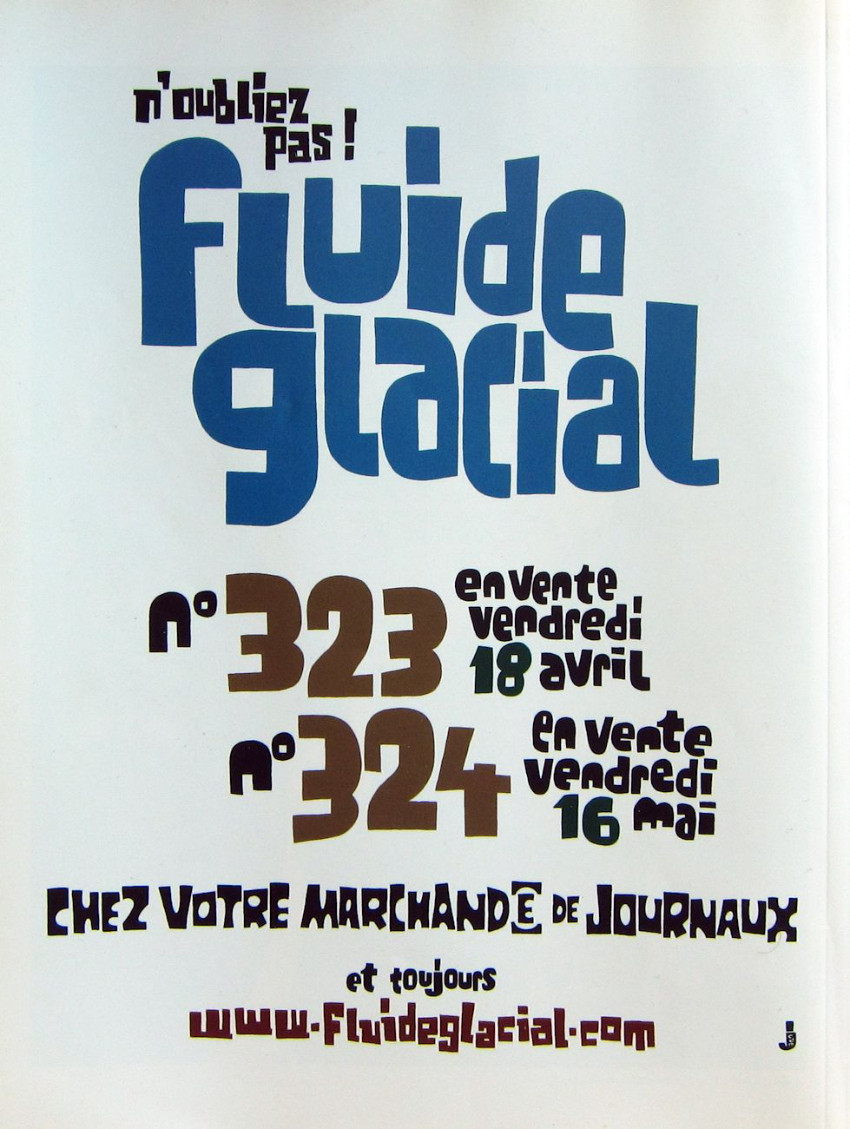 n'oubliez
pas !
fluide
glacial
n° 323
en vente
vendredi
18 avril
n° 324
en vente
vendredi
16 mai
CHEZ VOTRE MARCHAND(E) DE JOURNAUX
et toujours
www.fluideglacial.com